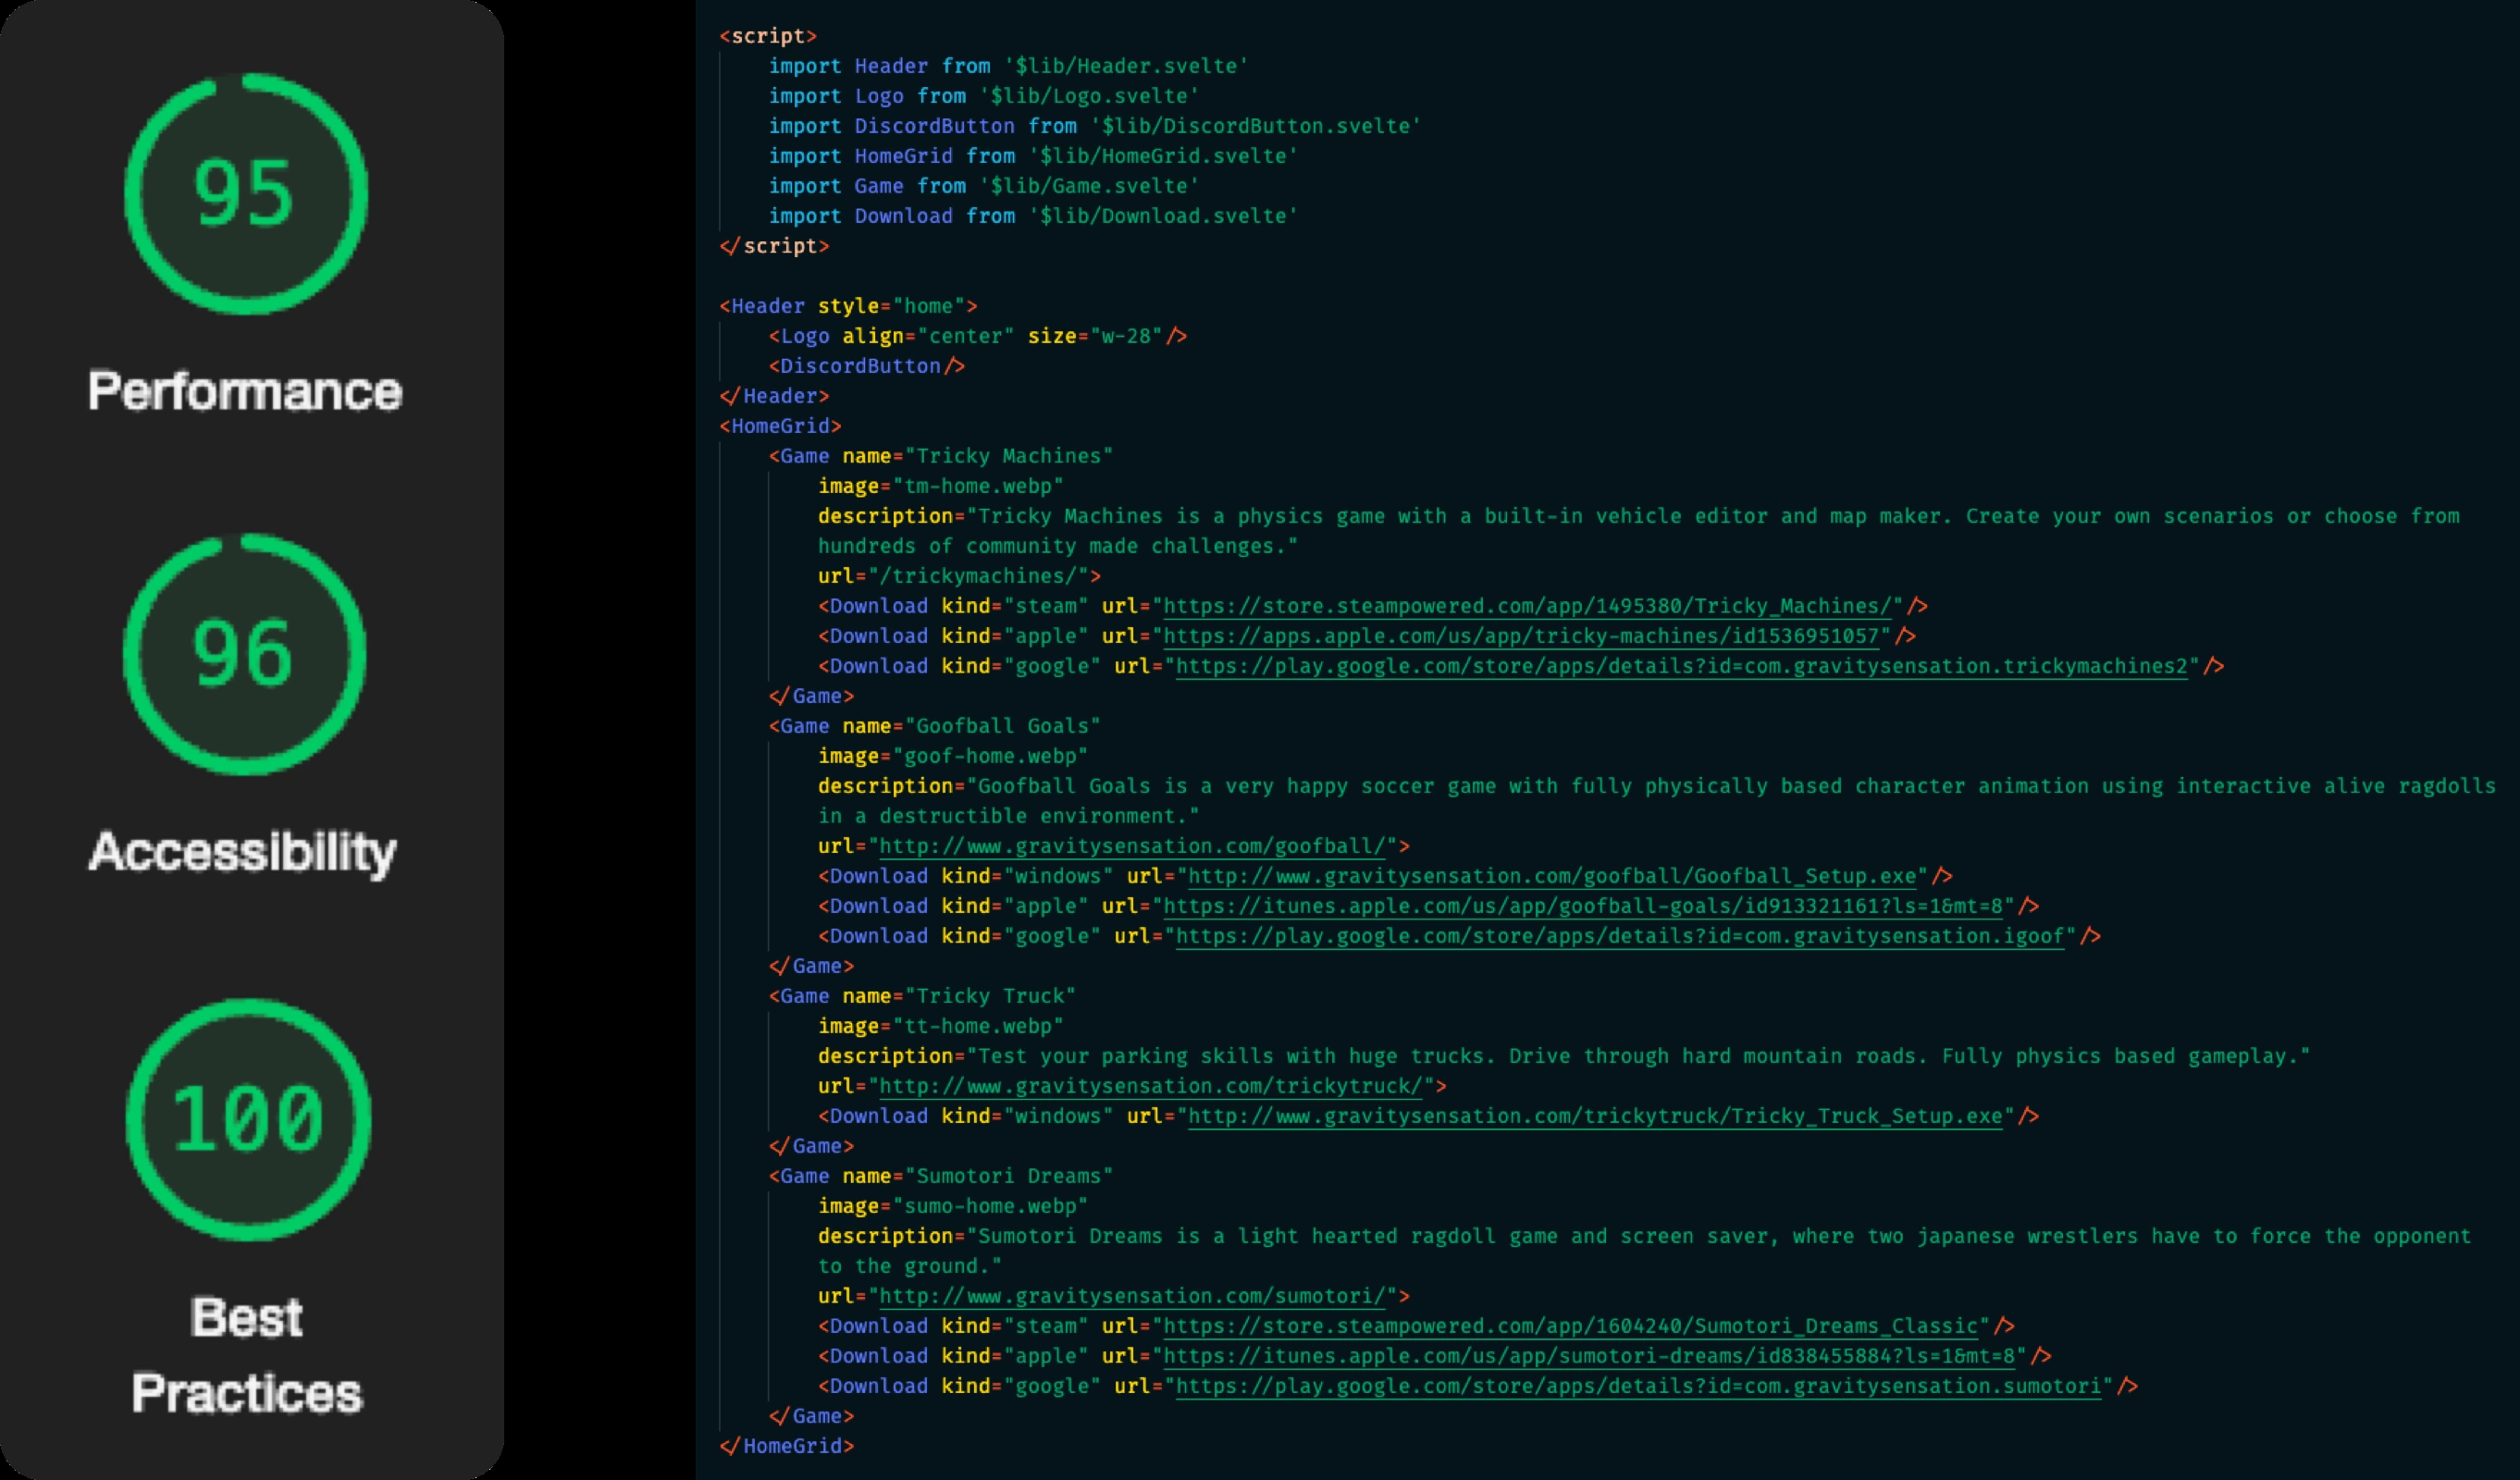 95
Performance
96
Accessibility
100
Best
Practices
<script>
import Header from '$lib/Header.svelte'
import Logo from '$lib/Logo.svelte'
import DiscordButton from '$lib/DiscordButton.svelte'
import HomeGrid from '$lib/HomeGrid.svelte'
import Game from '$lib/Game.svelte'
import Download from '$lib/Download.svelte'
</script>
<Header style="home">
<Logo align="center" size="w-28"/>
<DiscordButton/>
</Header>
<HomeGrid>
<Game name="Tricky Machines"
image="tm-home.webp"
description="Tricky Machines is a physics game with a built-in vehicle editor and map maker. Create your own scenarios or choose from
hundreds of community made challenges."
url="/trickymachines/">
<Download kind="steam" url="https://store.steampowered.com/app/1495380/Tricky_Machines/"/>
<Download kind="apple" url="https://apps.apple.com/us/app/tricky-machines/id1536951057"/>
<Download kind="google" url="https://play.google.com/store/apps/details?id=com.gravitysensation.trickymachines2"/>
</Game>
<Game name="Goofball Goals"
image="goof-home.webp"
description="Goofball Goals is a very happy soccer game with fully physically based character animation using interactive alive ragdolls
in a destructible environment."
url="http://www.gravitysensation.com/goofball/">
<Download kind="windows" url="http://www.gravitysensation.com/goofball/Goofball_Setup.exe"/>
<Download kind="apple" url="https://itunes.apple.com/us/app/goofball-goals/id913321161?ls=1&mt=8"/>
<Download kind="google" url="https://play.google.com/store/apps/details?id=com.gravitysensation.igoof"/>
</Game>
<Game name="Tricky Truck"
image="tt-home.webp"
description="Test your parking skills with huge trucks. Drive through hard mountain roads. Fully physics based gameplay."
url="http://www.gravitysensation.com/trickytruck/">
<Download kind="windows" url="http://www.gravitysensation.com/trickytruck/Tricky_Truck_Setup.exe"/>
</Game>
<Game name="Sumotori Dreams"
image="sumo-home.webp"
description="Sumotori Dreams is a light hearted ragdoll game and screen saver, where two japanese wrestlers have to force the opponent
to the ground."
url="http://www.gravitysensation.com/sumotori/">
<Download kind="steam" url="https://store.steampowered.com/app/1604240/Sumotori_Dreams_Classic"/>
<Download kind="apple" url="https://itunes.apple.com/us/app/sumotori-dreams/id838455884?ls=1&mt=8"/>
<Download kind="google" url="https://play.google.com/store/apps/details?id=com.gravitysensation.sumotori"/>
</Game>
</HomeGrid>